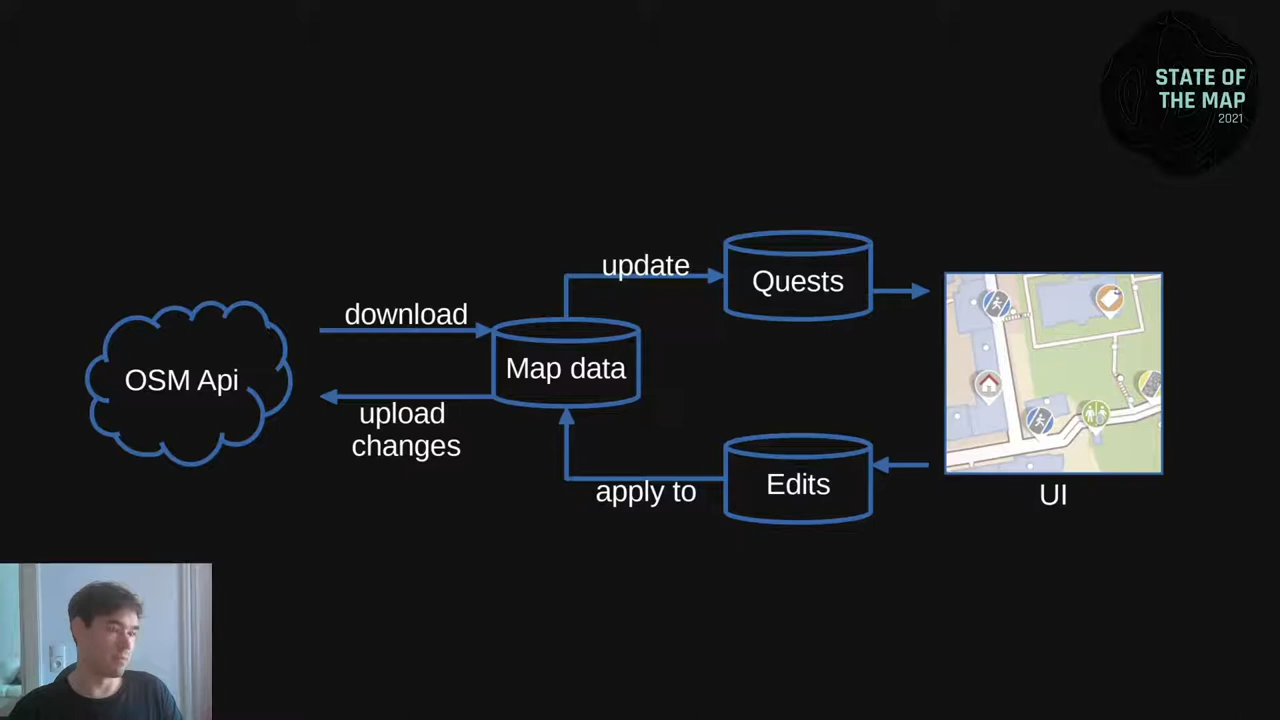 STATE OF
THE MAP
2021
update
Quests
download
Map data
OSM Api
upload
changes
apply to
Edits
UI